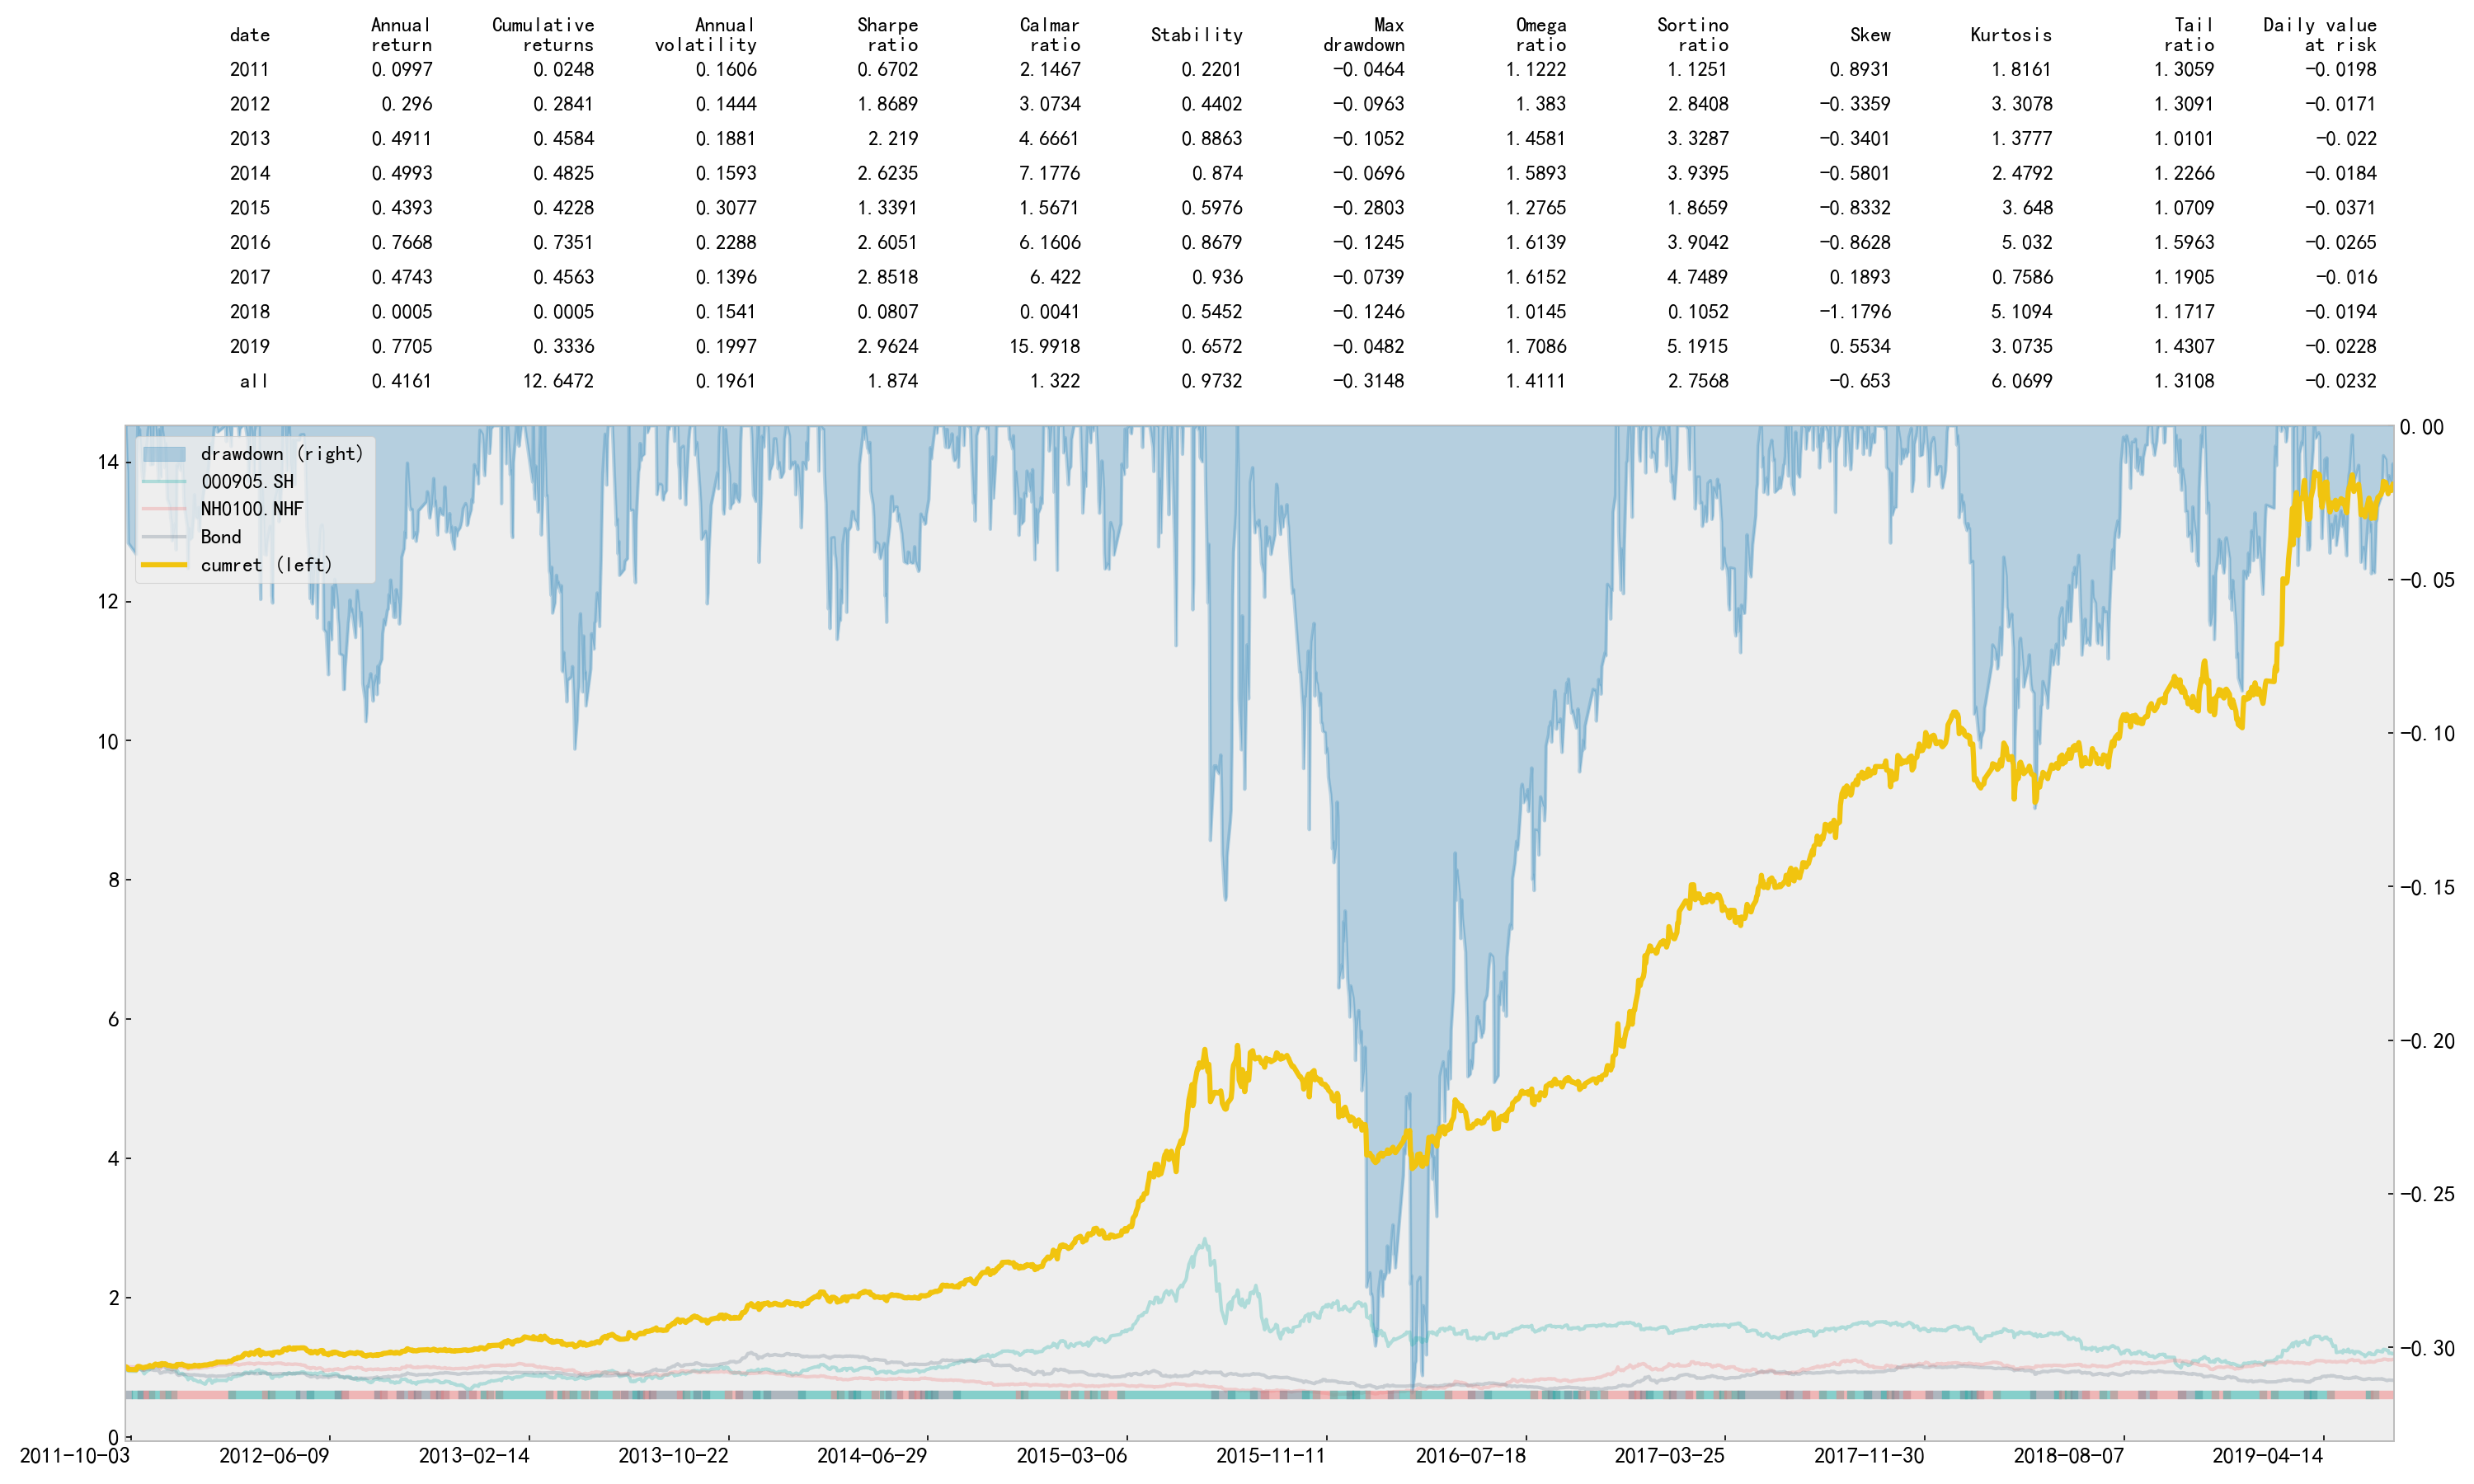 date Annual return Cumulative returns Annual volatility Sharpe ratio Calmar ratio Stability Max drawdown Omega ratio Sortino ratio Skew Kurtosis Tail ratio Daily value at risk
2011 0.0997 0.0248 0.1606 0.6702 2.1467 0.2201 −0.0464 1.1222 1.1251 0.8931 1.8161 1.3059 −0.0198
2012 0.296 0.2841 0.1444 1.8689 3.0734 0.4402 −0.0963 1.383 2.8408 −0.3359 3.3078 1.3091 −0.0171
2013 0.4911 0.4584 0.1881 2.219 4.6661 0.8863 −0.1052 1.4581 3.3287 −0.3401 1.3777 1.0101 −0.022
2014 0.4993 0.4825 0.1593 2.6235 7.1776 0.874 −0.0696 1.5893 3.9395 −0.5801 2.4792 1.2266 −0.0184
2015 0.4393 0.4228 0.3077 1.3391 1.5671 0.5976 −0.2803 1.2765 1.8659 −0.8332 3.648 1.0709 −0.0371
2016 0.7668 0.7351 0.2288 2.6051 6.1606 0.8679 −0.1245 1.6139 3.9042 −0.8628 5.032 1.5963 −0.0265
2017 0.4743 0.4563 0.1396 2.8518 6.422 0.936 −0.0739 1.6152 4.7489 0.1893 0.7586 1.1905 −0.016
2018 0.0005 0.0005 0.1541 0.0807 0.0041 0.5452 −0.1246 1.0145 0.1052 −1.1796 5.1094 1.1717 −0.0194
2019 0.7705 0.3336 0.1997 2.9624 15.9918 0.6572 −0.0482 1.7086 5.1915 0.5534 3.0735 1.4307 −0.0228
all 0.4161 12.6472 0.1961 1.874 1.322 0.9732 −0.3148 1.4111 2.7568 −0.653 6.0699 1.3108 −0.0232
drawdown (right)
000905.SH
NH0100.NHF
Bond
cumret (left)
14
12
10
8
6
4
2
0
0.00
−0.05
−0.10
−0.15
−0.20
−0.25
−0.30
2011-10-03 2012-06-09 2013-02-14 2013-10-22 2014-06-29 2015-03-06 2015-11-11 2016-07-18 2017-03-25 2017-11-30 2018-08-07 2019-04-14